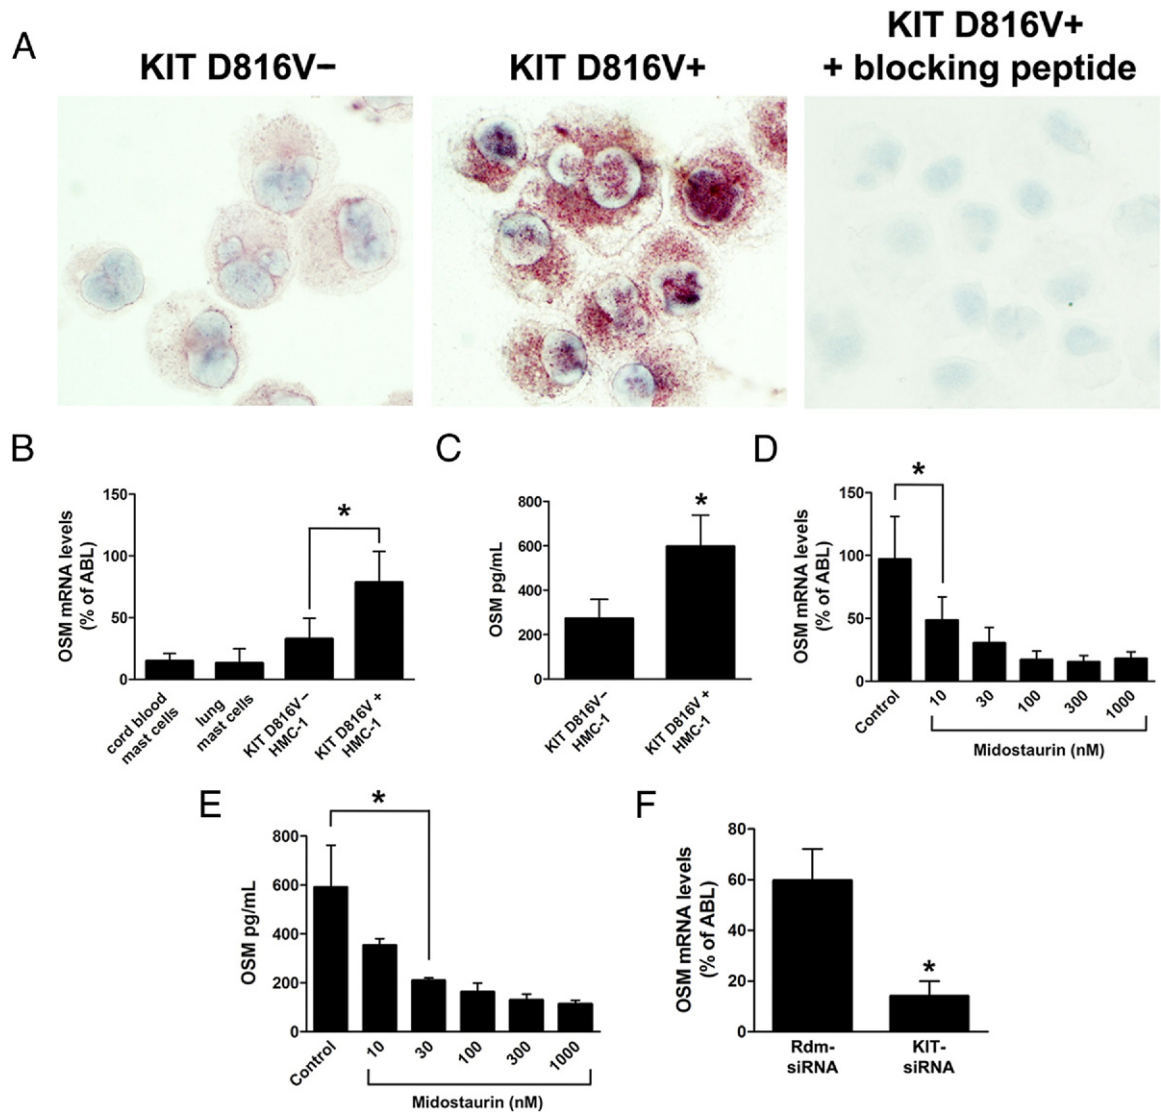 A
KIT D816V−
KIT D816V+
KIT D816V+
+ blocking peptide
B
OSM mRNA levels
(% of ABL)
150
100
50
0
*
cord blood
mast cells
lung
mast cells
KIT D816V−
HMC-1
KIT D816V +
HMC-1
C
OSM pg/mL
800
600
400
200
0
*
KIT D816V−
HMC-1
KIT D816V +
HMC-1
D
OSM mRNA levels
(% of ABL)
150
100
50
0
*
Control
10
30
100
300
1000
Midostaurin (nM)
E
OSM pg/mL
800
600
400
200
0
*
Control
10
30
100
300
1000
Midostaurin (nM)
F
OSM mRNA levels
(% of ABL)
80
60
40
20
0
*
Rdm-
siRNA
KIT-
siRNA